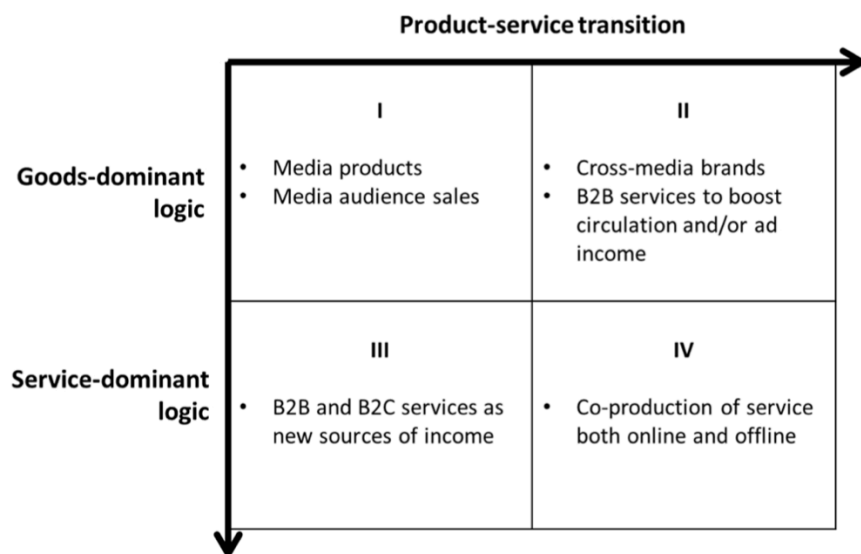 Product-service transition
Goods-dominant
logic
I
• Media products
• Media audience sales
II
• Cross-media brands
• B2B services to boost
circulation and/or ad
income
Service-dominant
logic
III
• B2B and B2C services as
new sources of income
IV
• Co-production of service
both online and offline